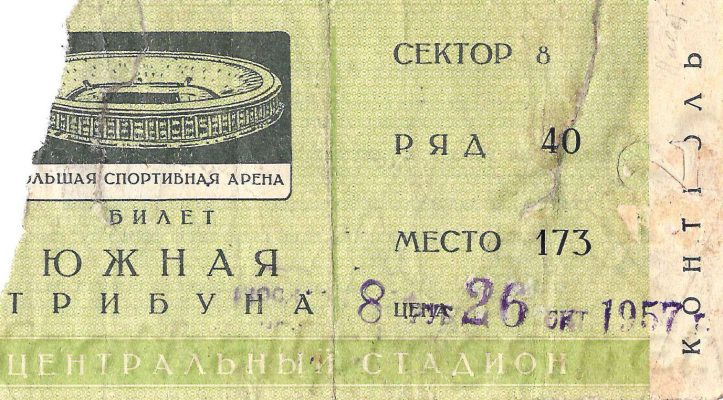 ОЛЬШАЯ СПОРТИВНАЯ АРЕНА
БИЛЕТ
ЮЖНАЯ
ТРИБУНА
СЕКТОР 8
РЯД 40
МЕСТО 173
8 ЦЕНА 26 ОКТ 1957 г.
ЦЕНТРАЛЬНЫЙ СТАДИОН
КОНТРОЛЬ